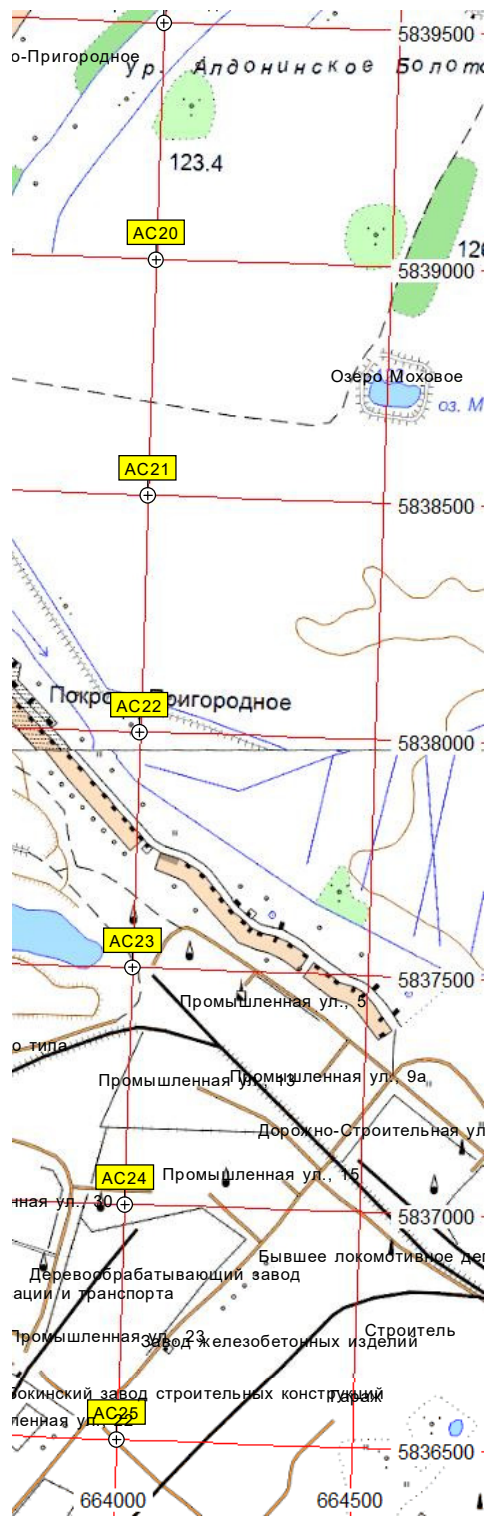 5839500
о-Пригородное
ур. Алдонинское Болото
123.4
AC20
5839000
Озеро Моховое
оз. М
AC21
5838500
Пригородное
AC22
5838000
AC23
5837500
Промышленная ул., 5
о типа
Промышленная ул., 13
Промышленная ул., 9а
Дорожно-Строительная ул
AC24
Промышленная ул., 15
нная ул., 30
5837000
Бывшее локомотивное деп
Деревообрабатывающий завод
ации и транспорта
Строитель
Промышленная ул., 23
Завод железобетонных изделий
окинский завод строительных конструкций
Гараж
AC25
ленная ул., 22
5836500
664000
664500